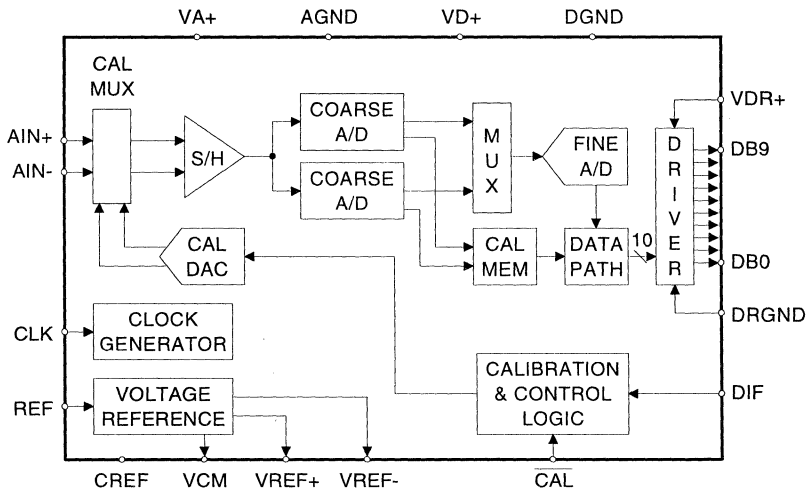 VA+ AGND VD+ DGND
CAL
MUX
AIN+
AIN-
S/H
COARSE
A/D
COARSE
A/D
M
U
X
FINE
A/D
D
R
I
V
E
R
VDR+
DB9
DB0
DRGND
CAL
DAC
CAL
MEM
DATA
PATH
10
CLK
CLOCK
GENERATOR
REF
VOLTAGE
REFERENCE
CALIBRATION
& CONTROL
LOGIC
DIF
CREF VCM VREF+ VREF- CAL